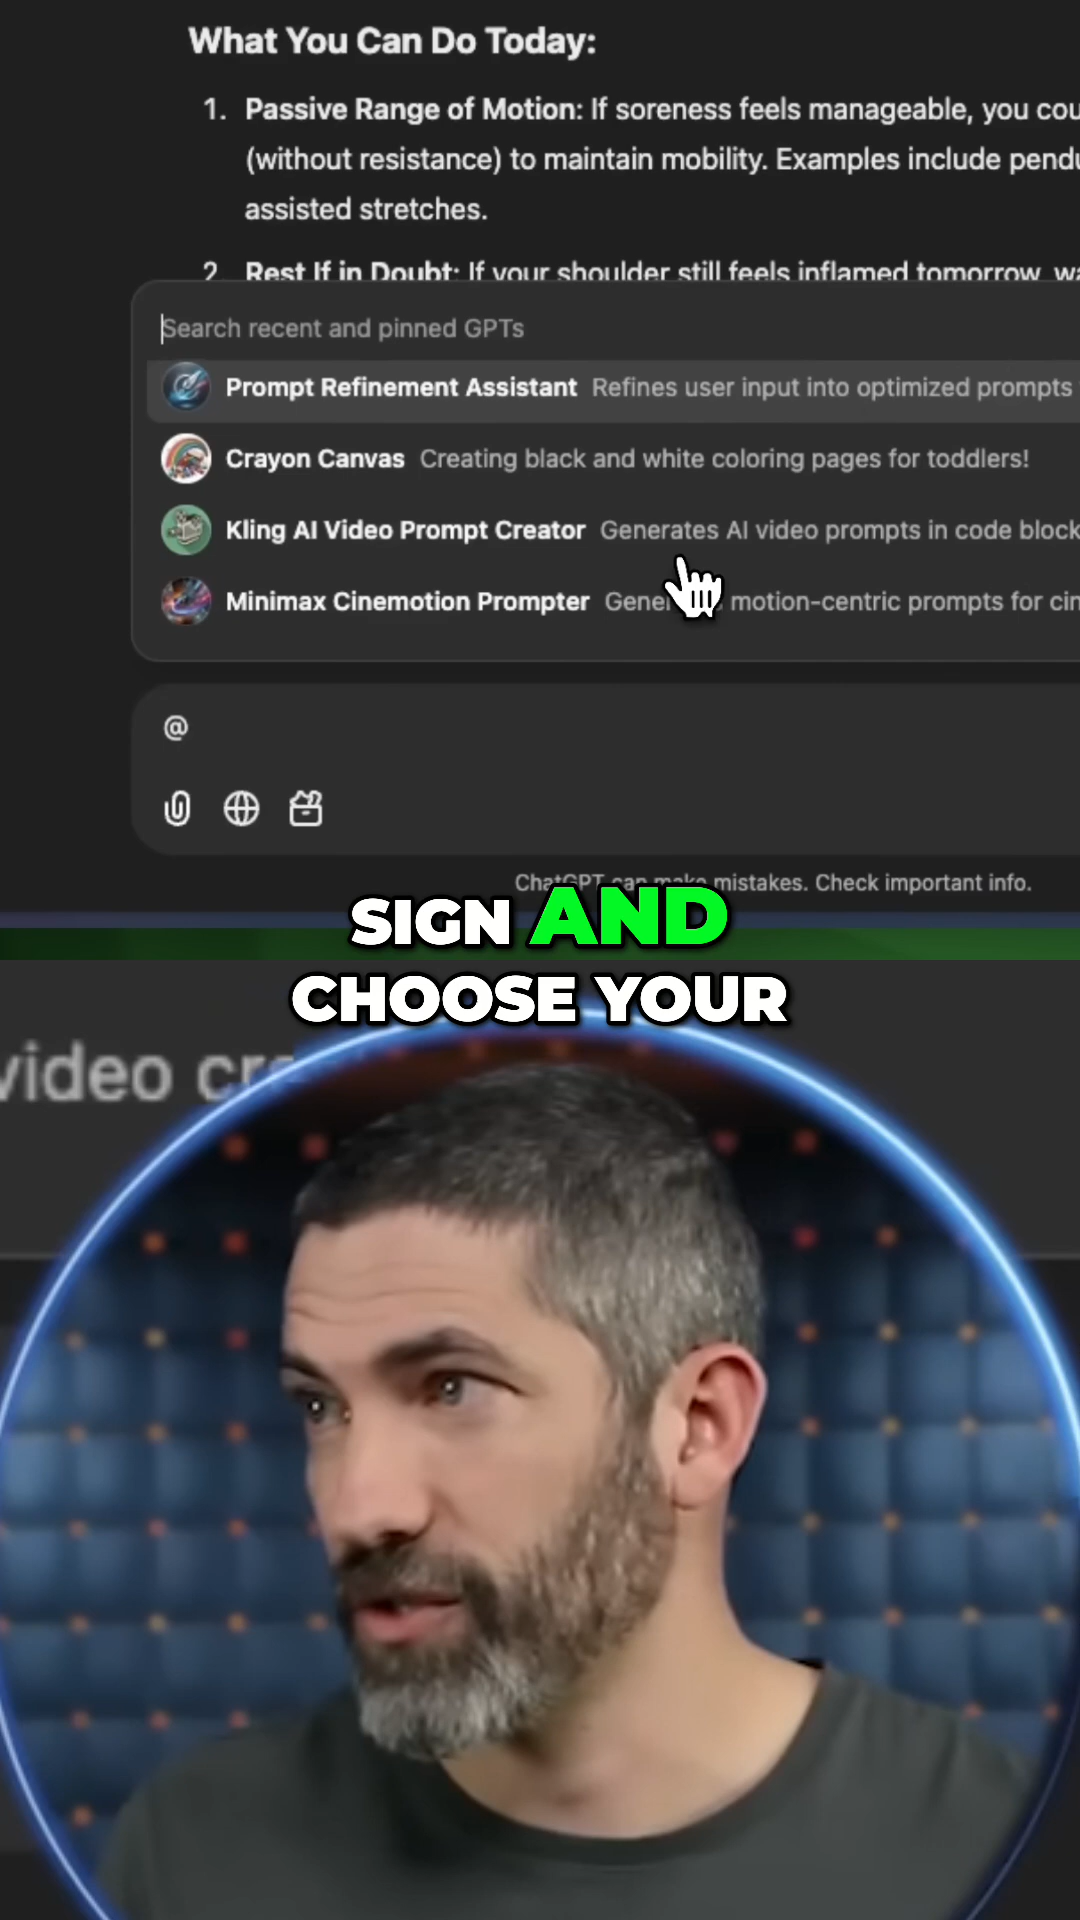 What You Can Do Today:
1. Passive Range of Motion: If soreness feels manageable, you cou
(without resistance) to maintain mobility. Examples include pendu
assisted stretches.
2. Rest If in Doubt: If your shoulder still feels inflamed tomorrow, wa
Search recent and pinned GPTs
Prompt Refinement Assistant Refines user input into optimized prompts
Crayon Canvas Creating black and white coloring pages for toddlers!
Kling AI Video Prompt Creator Generates AI video prompts in code block
Minimax Cinemotion Prompter Gene motion-centric prompts for cin
@
ChatGPT can make mistakes. Check important info.
SIGN AND
CHOOSE YOUR
video cr